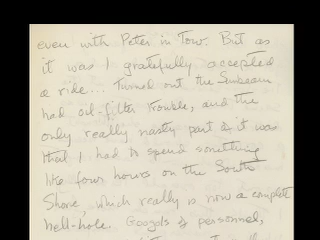 even with Peter in Tow. But as
it was I gratefully accepted
a ride... Turned out the Sunbeam
had oil-filter trouble, and the
only really nasty part of it was
that I had to spend something
like four hours on the South
Shore, which really is now a complete
hell-hole. Googols of personnel,